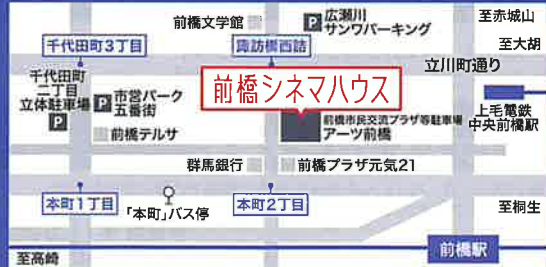 前橋文学館
P
広瀬川
サンワパーキング
至赤城山
千代田町3丁目
諏訪橋西詰
至大胡
立川町通り
千代田町
二丁目
立体駐車場
P
P
市営パーク
五番街
前橋シネマハウス
前橋テルサ
前橋市民交流プラザ等駐車場
アーツ前橋
上毛電鉄
中央前橋駅
群馬銀行
前橋プラザ元気21
本町1丁目
「本町」バス停
本町2丁目
至桐生
至高崎
前橋駅